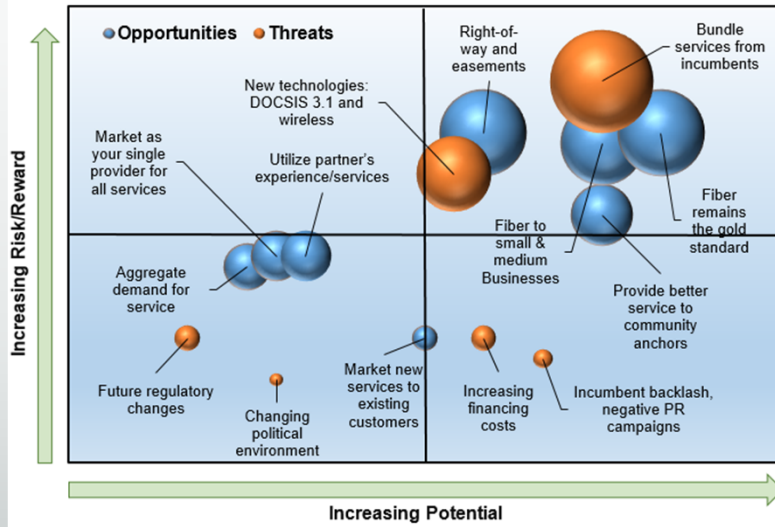 Opportunities
Threats
Right-of-
way and
easements
Bundle
services from
incumbents
New technologies:
DOCSIS 3.1 and
wireless
Market as
your single
provider for
all services
Utilize partner's
experience/services
Fiber
remains
the gold
standard
Fiber to
small &
medium
Businesses
Aggregate
demand for
service
Provide better
service to
community
anchors
Future regulatory
changes
Changing
political
environment
Market new
services to
existing
customers
Increasing
financing
costs
Incumbent backlash,
negative PR
campaigns
Increasing Risk/Reward
Increasing Potential